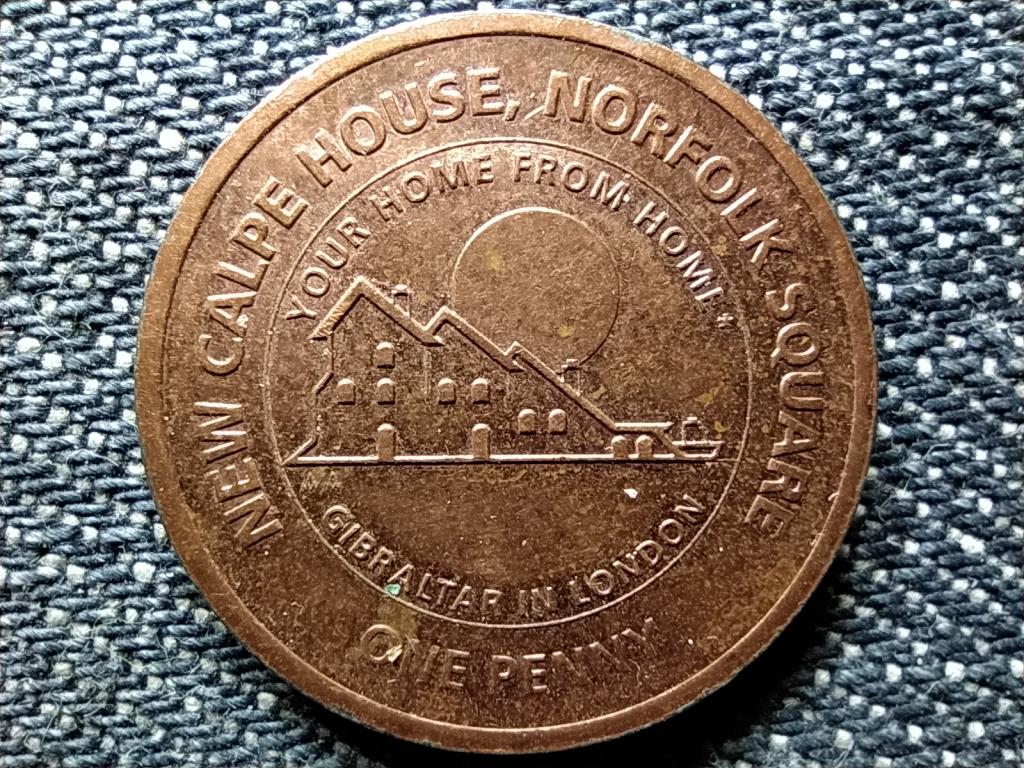 NEW CALPE HOUSE, NORFOLK SQUARE
YOUR HOME FROM HOME
GIBRALTAR IN LONDON
ONE PENNY